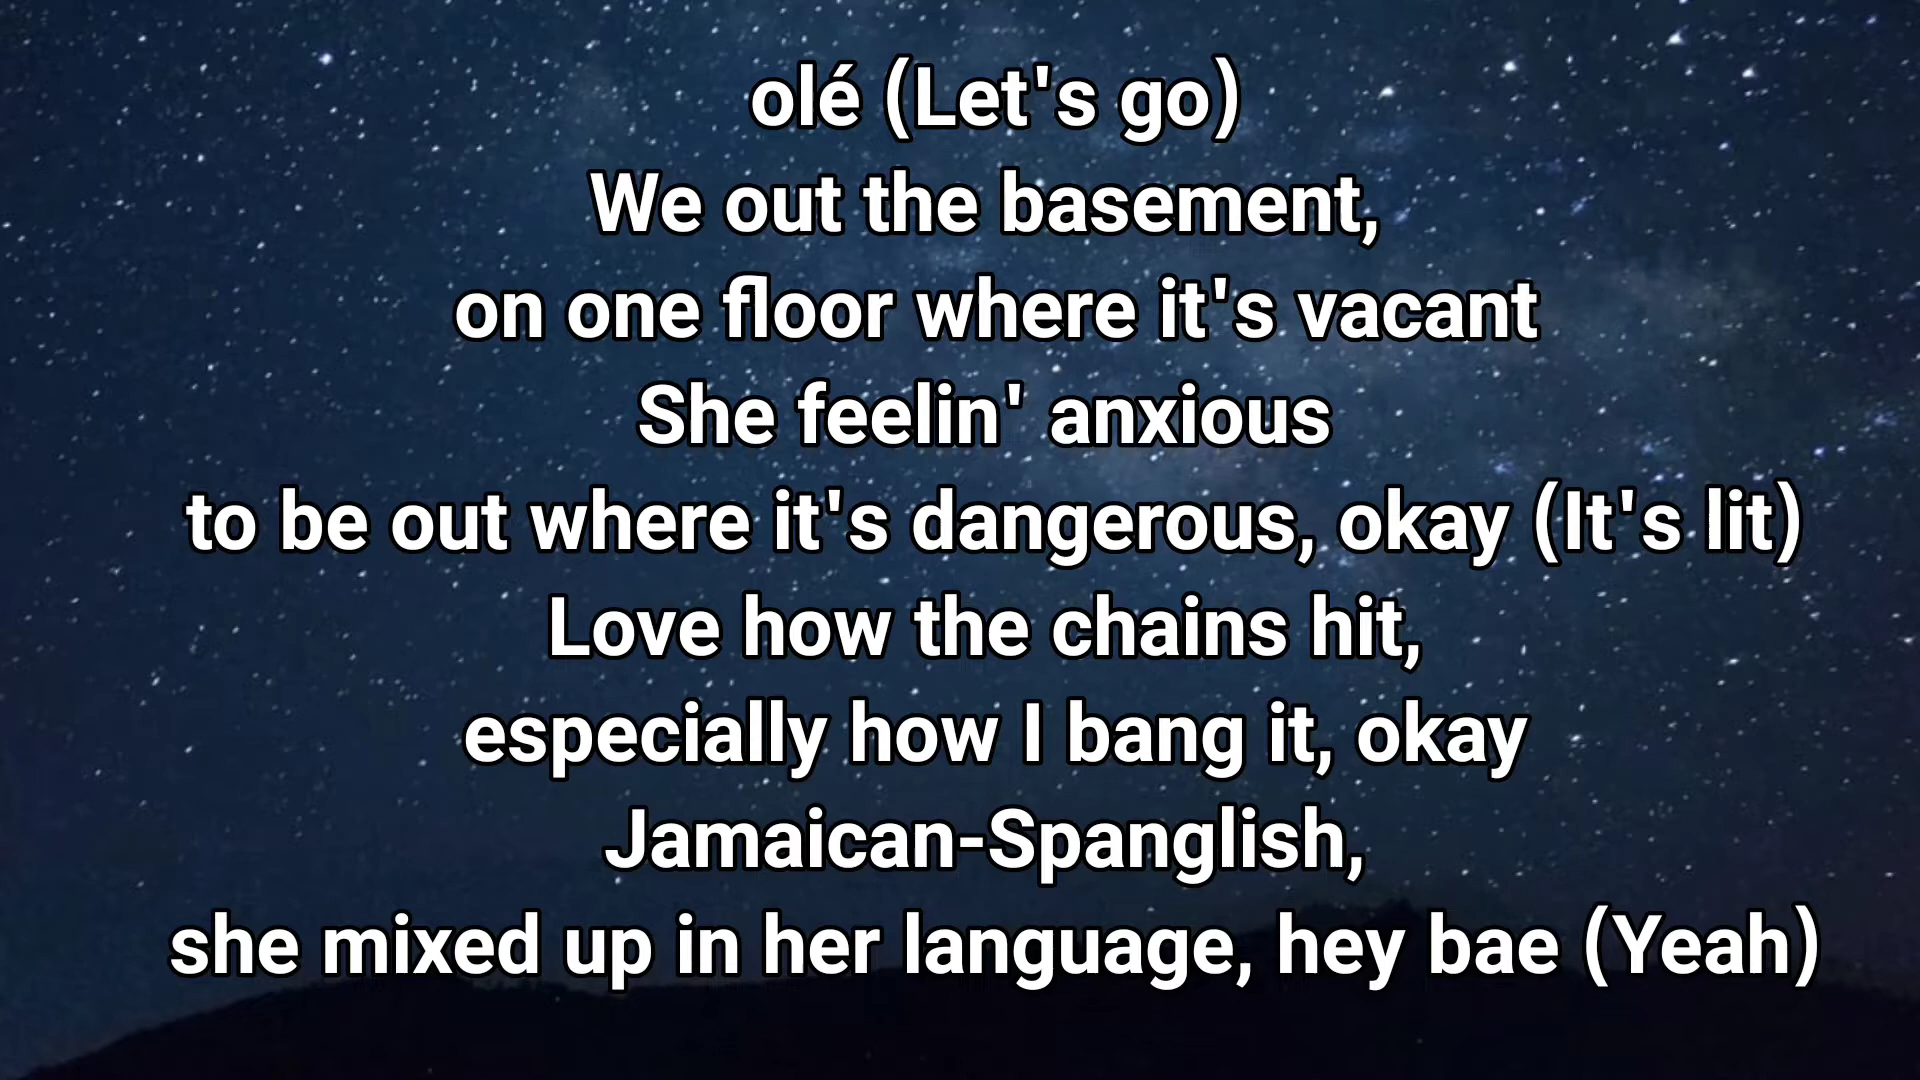 olé (Let's go)
We out the basement,
on one floor where it's vacant
She feelin' anxious
to be out where it's dangerous, okay (It's lit)
Love how the chains hit,
especially how I bang it, okay
Jamaican-Spanglish,
she mixed up in her language, hey bae (Yeah)